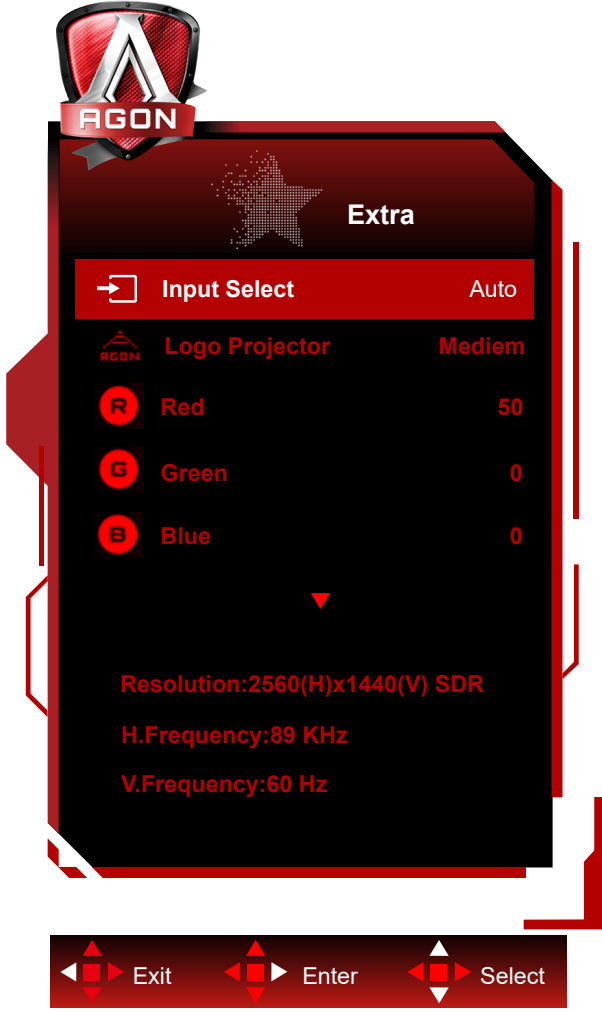 AGON
Extra
Input Select Auto
AGON Logo Projector Mediem
R Red 50
G Green 0
B Blue 0
Resolution:2560(H)x1440(V) SDR
H.Frequency:89 KHz
V.Frequency:60 Hz
Exit Enter Select